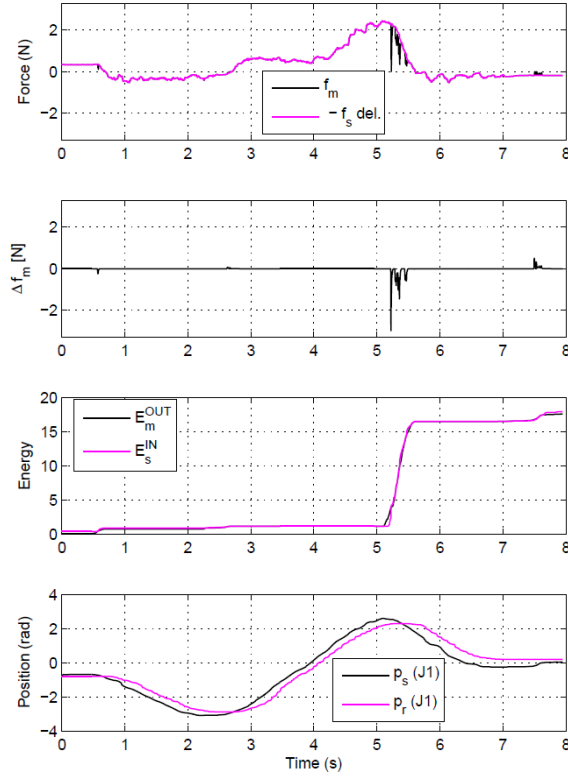 Force (N)
2
0
−2
f_m
− f_s del.
0 1 2 3 4 5 6 7 8
Δ f_m [N]
2
0
−2
0 1 2 3 4 5 6 7 8
Energy
20
15
10
5
0
E_m^OUT
E_s^IN
0 1 2 3 4 5 6 7 8
Position (rad)
4
2
0
−2
−4
p_s (J1)
p_r (J1)
0 1 2 3 4 5 6 7 8
Time (s)